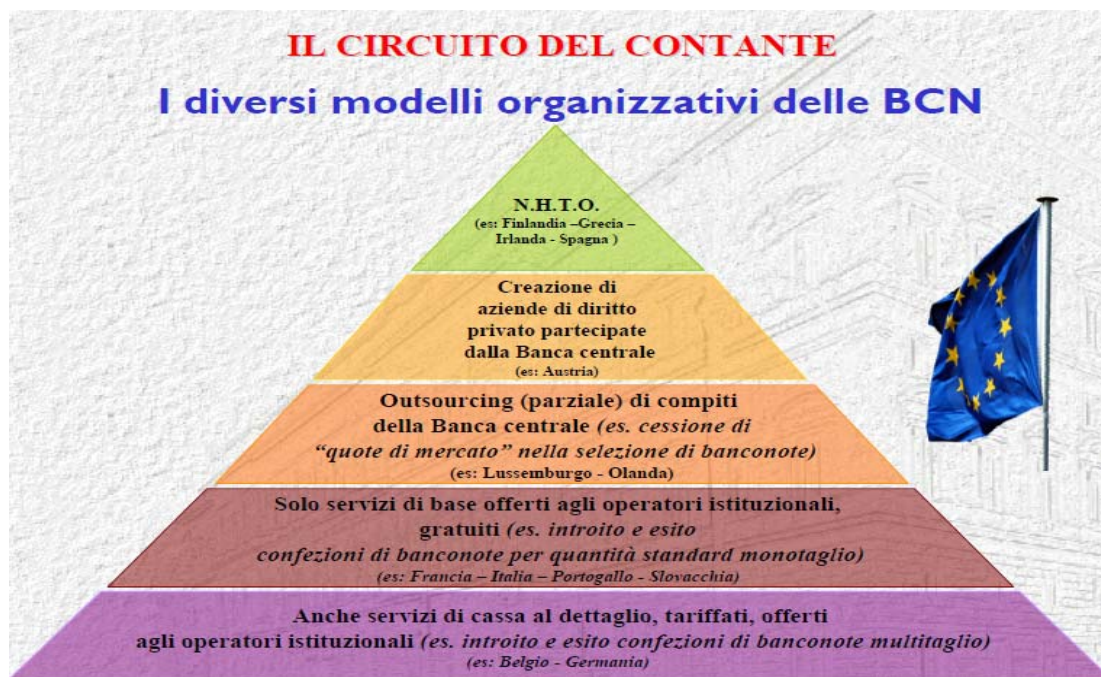 IL CIRCUITO DEL CONTANTE
I diversi modelli organizzativi delle BCN
N.H.T.O.
(es: Finlandia –Grecia –
Irlanda - Spagna )
Creazione di
aziende di diritto
privato partecipate
dalla Banca centrale
(es: Austria)
Outsourcing (parziale) di compiti
della Banca centrale (es. cessione di
“quote di mercato” nella selezione di banconote)
(es: Lussemburgo - Olanda)
Solo servizi di base offerti agli operatori istituzionali,
gratuiti (es. introito e esito
confezioni di banconote per quantità standard monotaglio)
(es: Francia – Italia – Portogallo - Slovacchia)
Anche servizi di cassa al dettaglio, tariffati, offerti
agli operatori istituzionali (es. introito e esito confezioni di banconote multitaglio)
(es: Belgio - Germania)